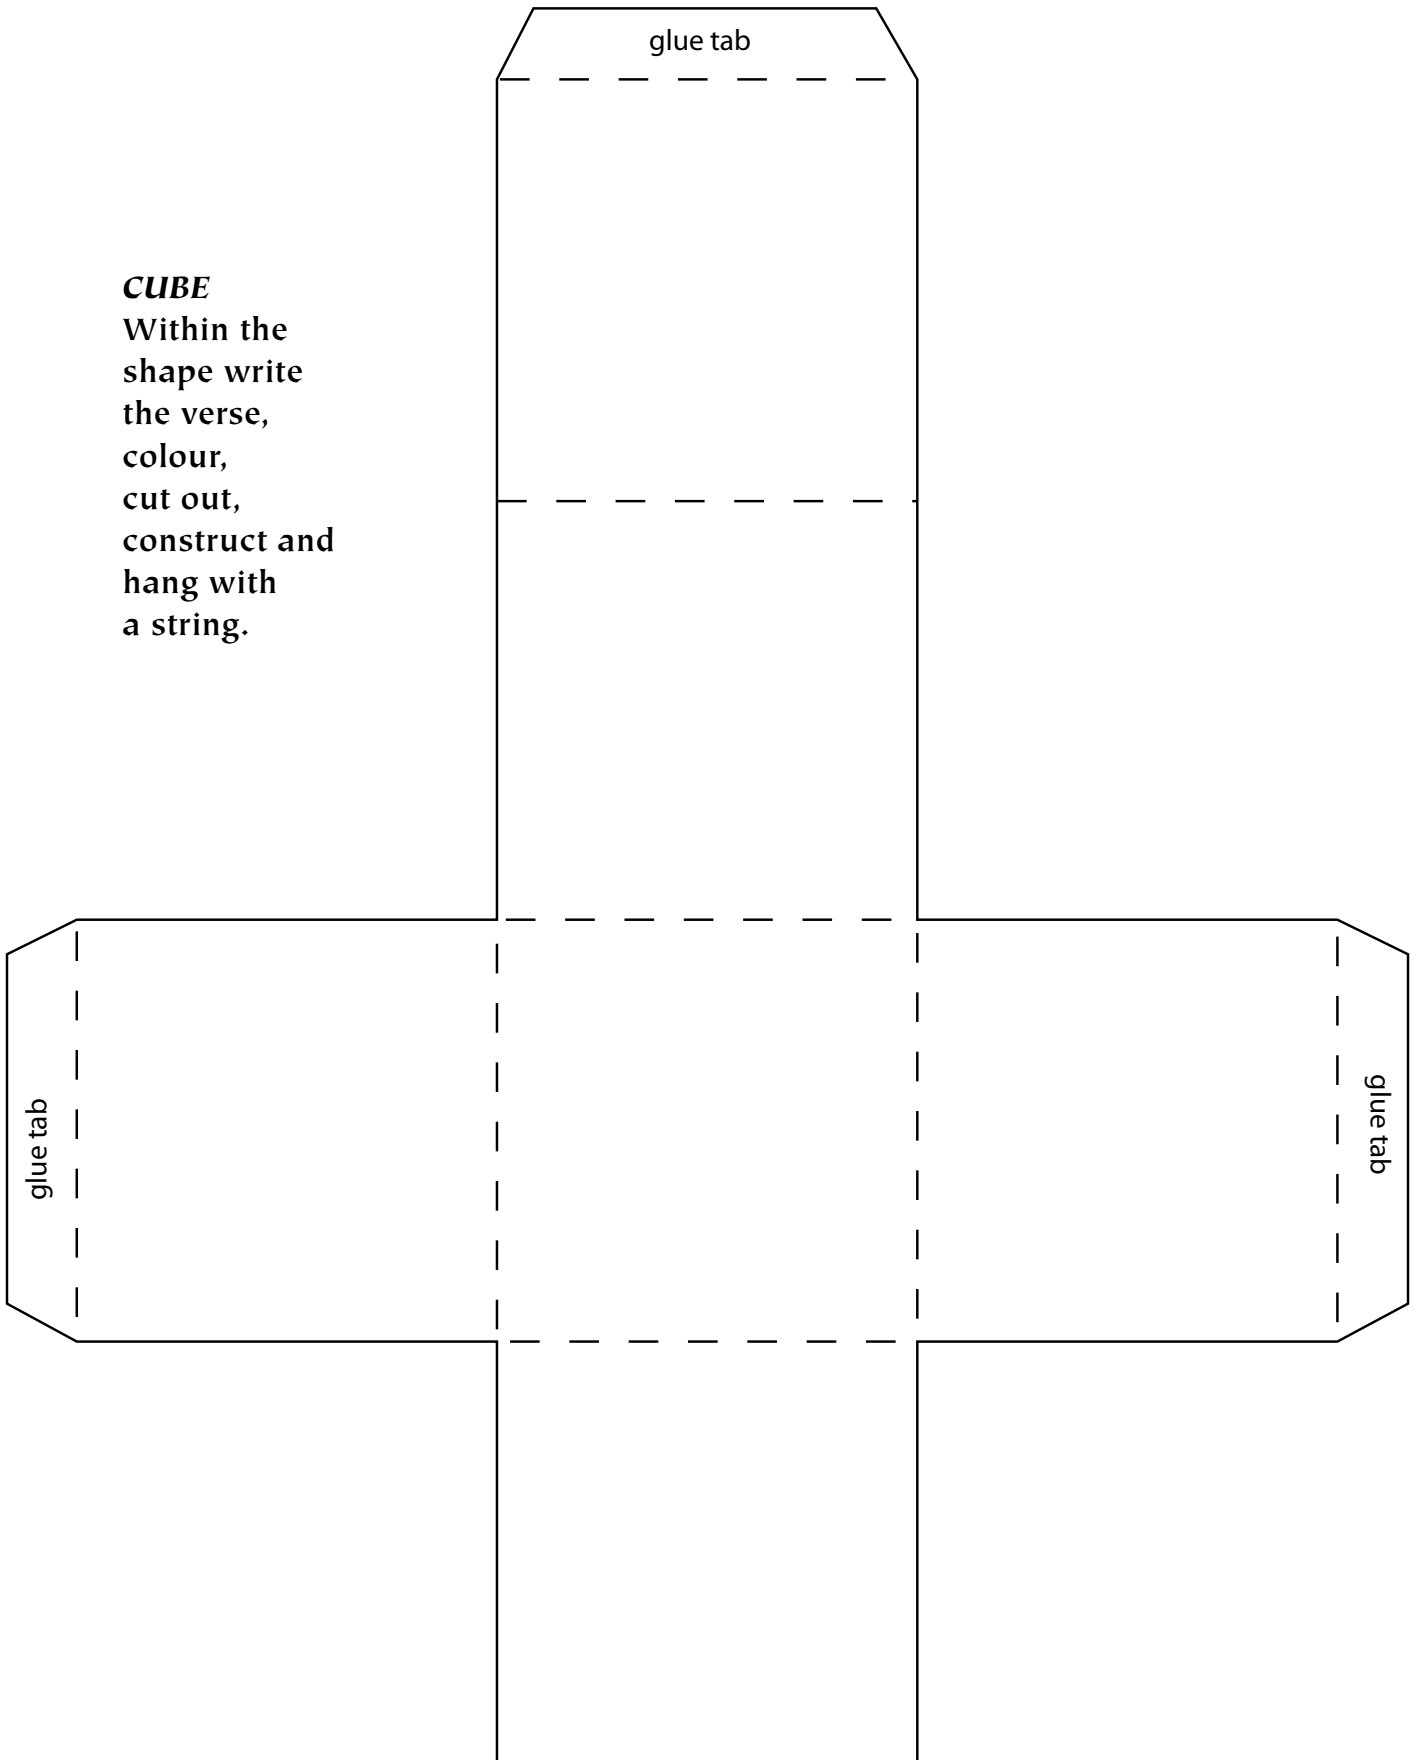 glue tab
CUBE
Within the
shape write
the verse,
colour,
cut out,
construct and
hang with
a string.
glue tab
glue tab